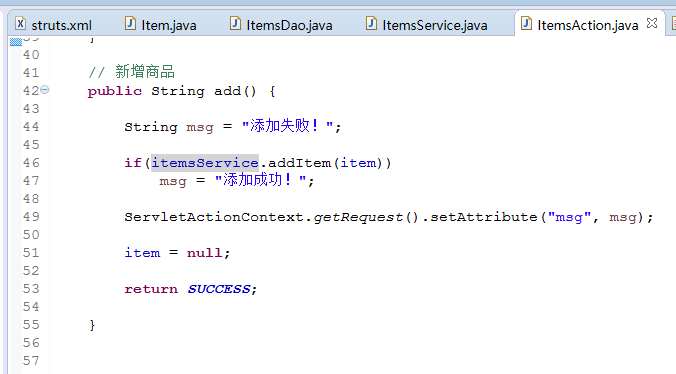 struts.xml Item.java ItemsDao.java ItemsService.java ItemsAction.java
39 }
40
41 // 新增商品
42 public String add() {
43
44 String msg = "添加失败！";
45
46 if(itemsService.addItem(item))
47 msg = "添加成功！";
48
49 ServletActionContext.getRequest().setAttribute("msg", msg);
50
51 item = null;
52
53 return SUCCESS;
54
55 }
56
57